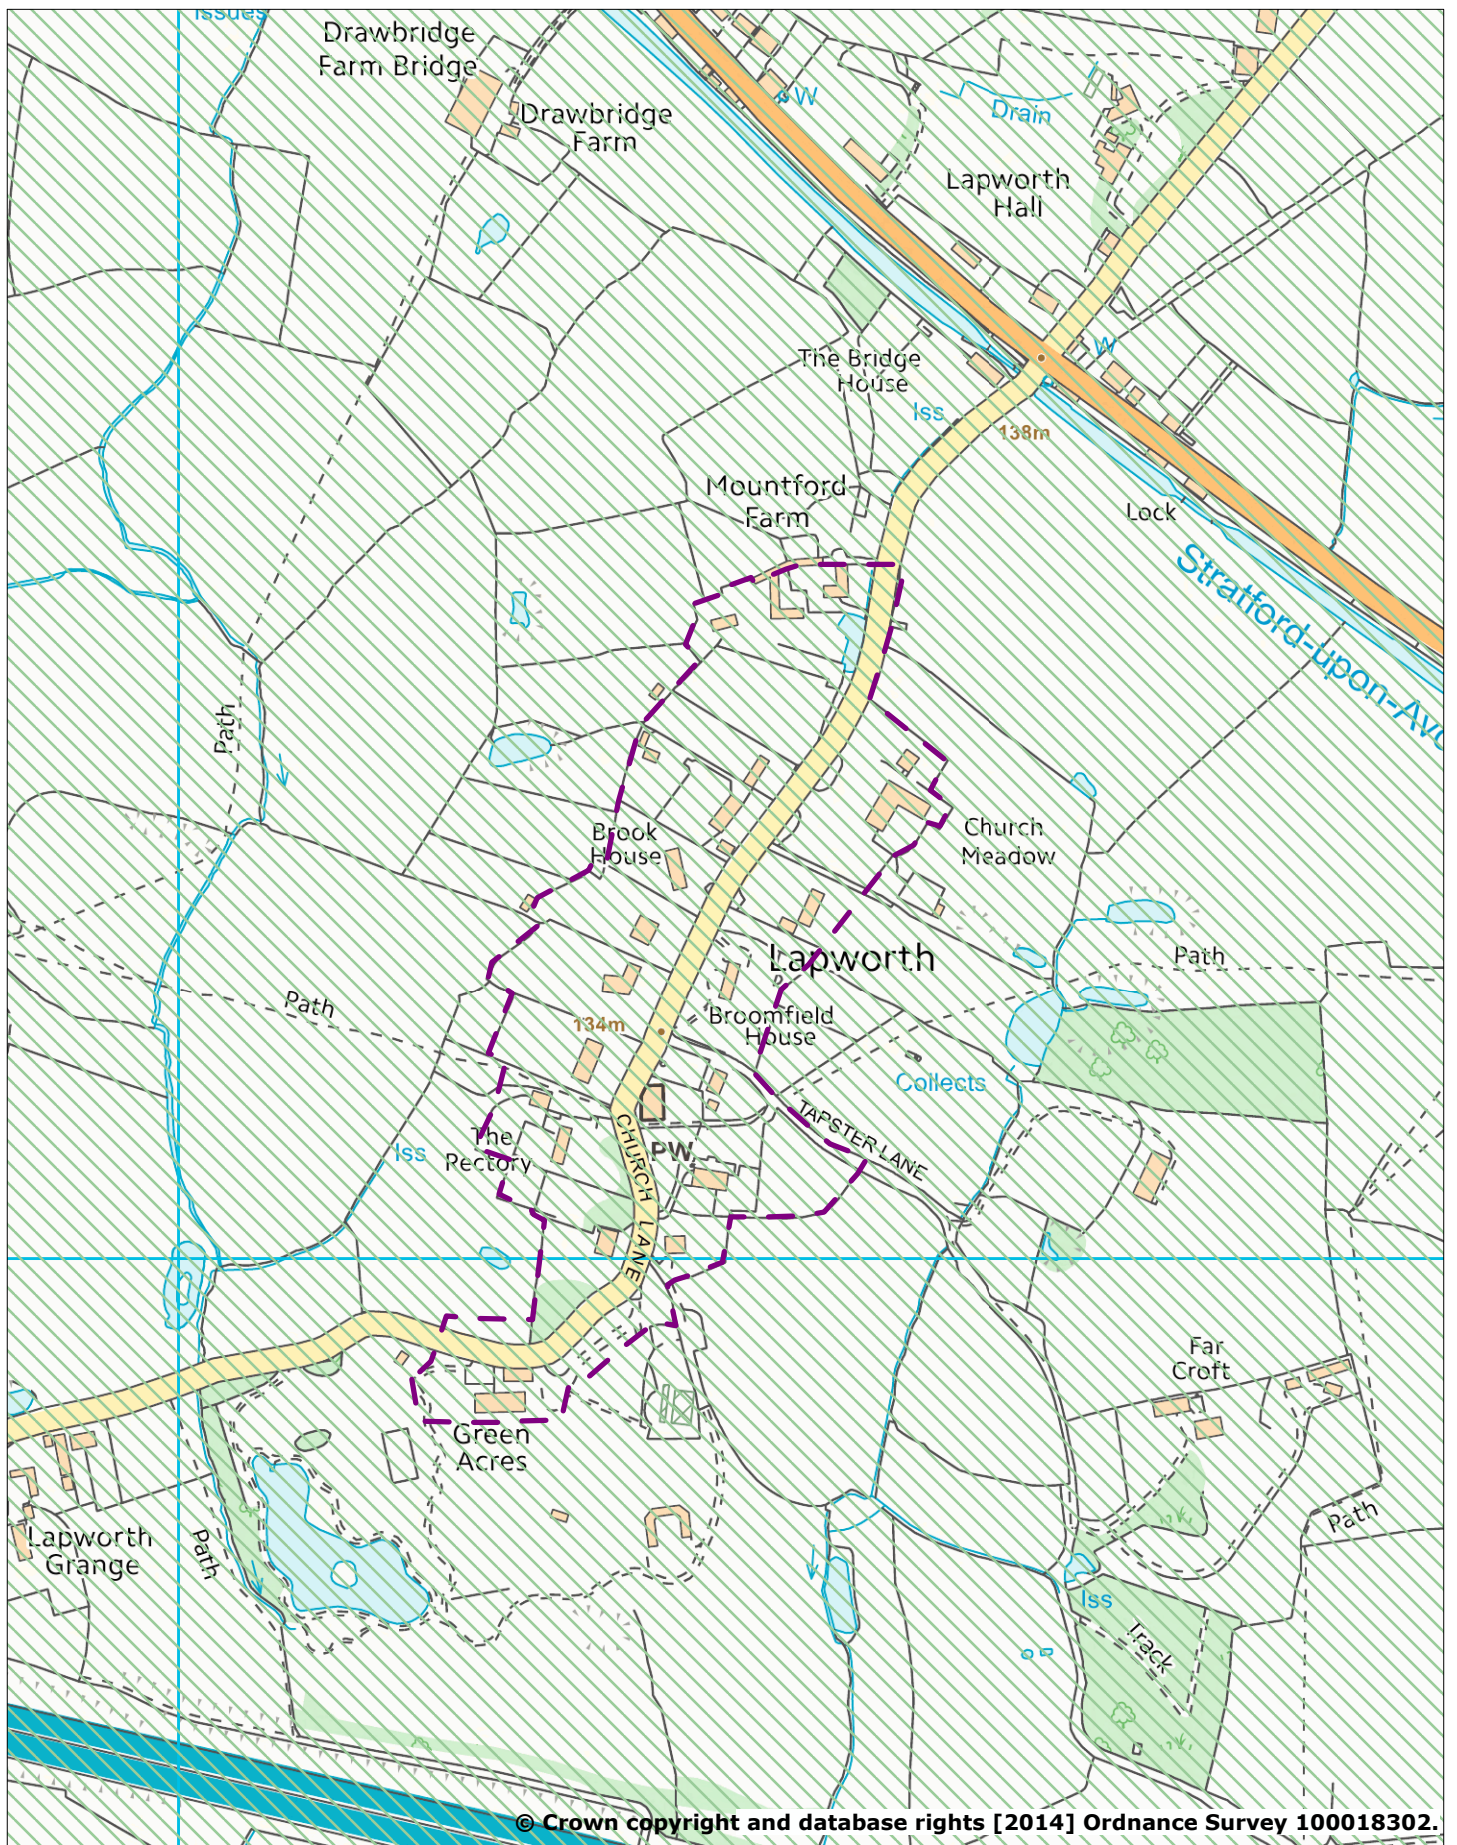 Issues
Drawbridge
Farm Bridge
Drawbridge
Farm
W
Drain
Lapworth
Hall
The Bridge
House
W
Iss
138m
Mountford
Farm
Lock
Stratford-upon-Avo
Path
Brook
House
Church
Meadow
Lapworth
Path
Path
134m
Broomfield
House
Collects
TAPSTER LANE
CHURCH LANE
PW
The
Rectory
Iss
Far
Croft
Green
Acres
Lapworth
Grange
Path
Path
Iss
Track
© Crown copyright and database rights [2014] Ordnance Survey 100018302.